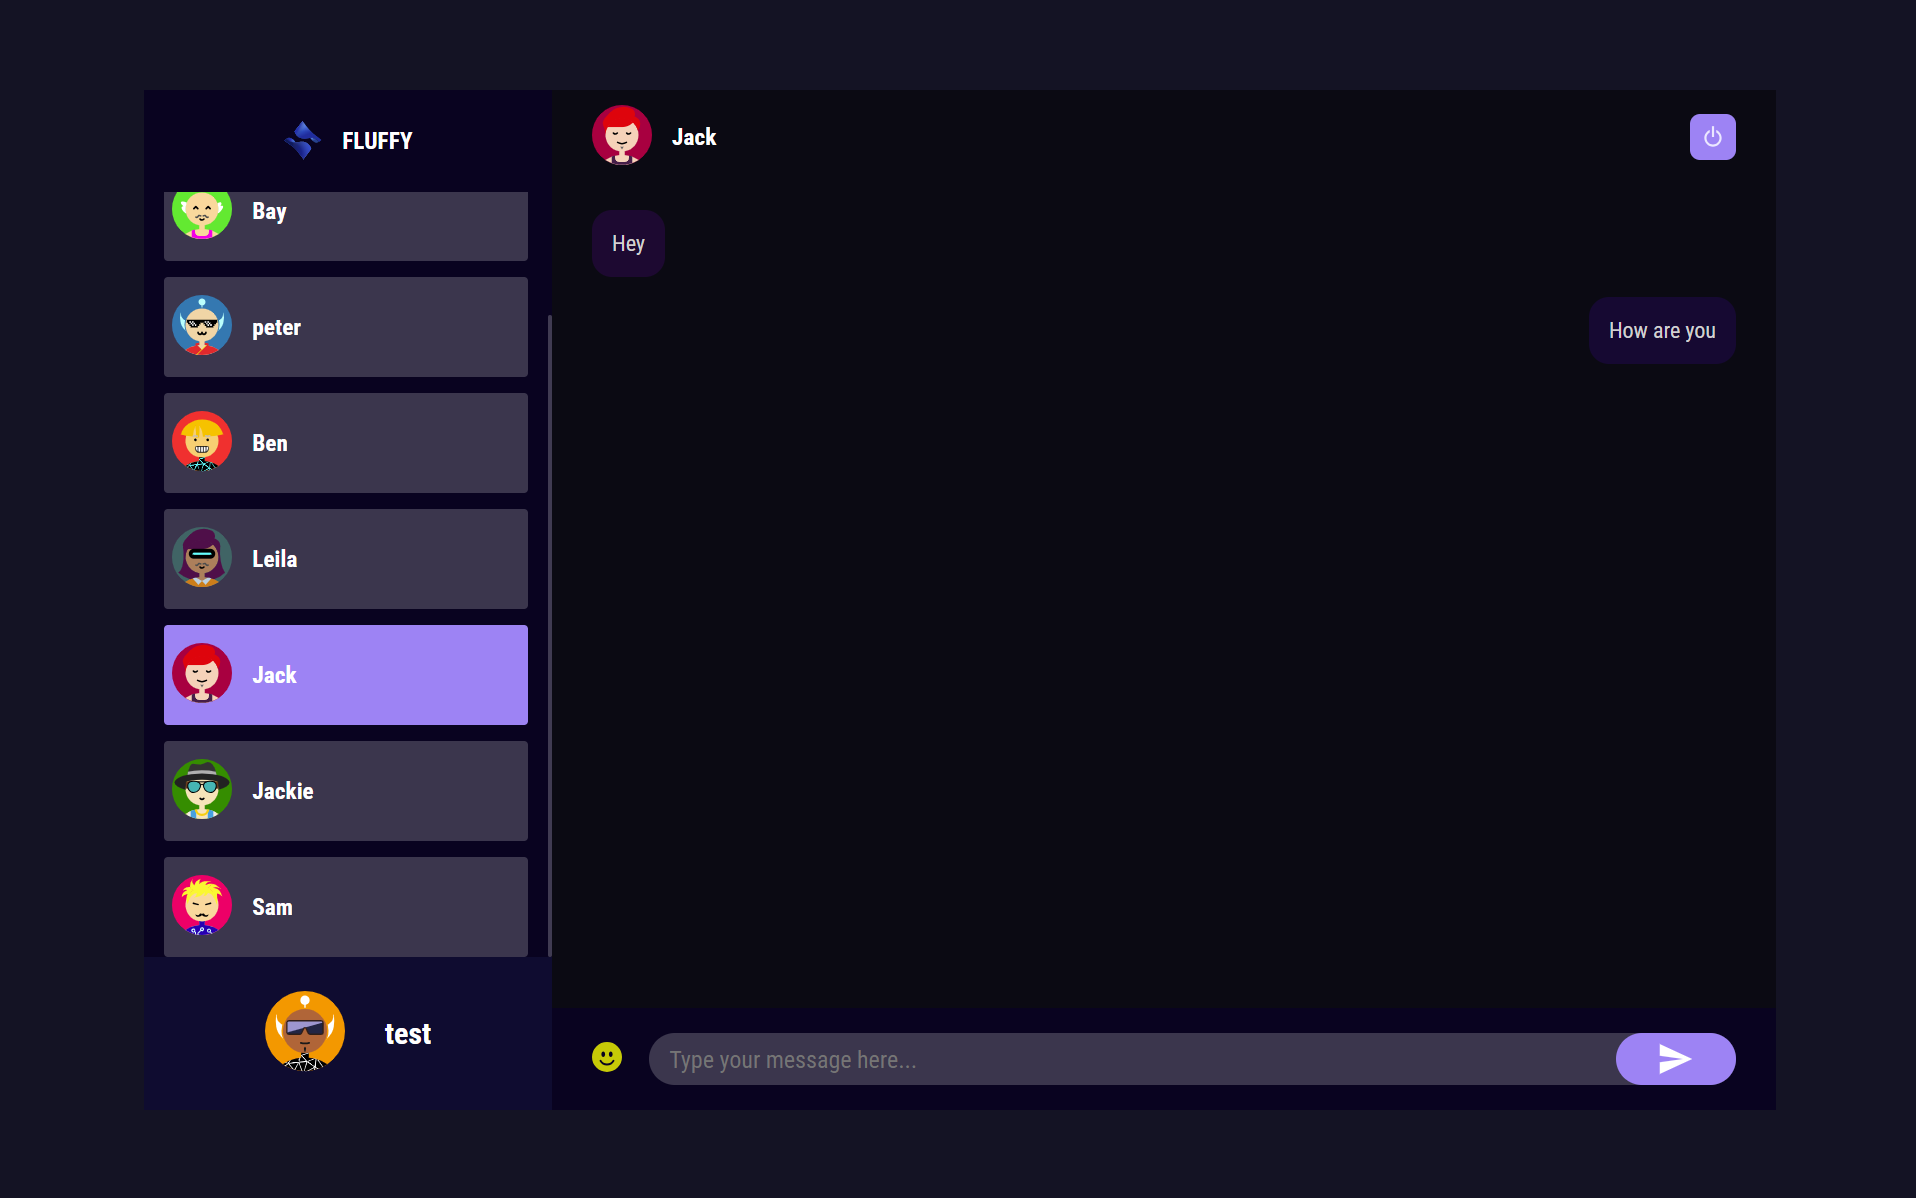 FLUFFY
Bay
peter
Ben
Leila
Jack
Jackie
Sam
test
Jack
Hey
How are you
Type your message here...